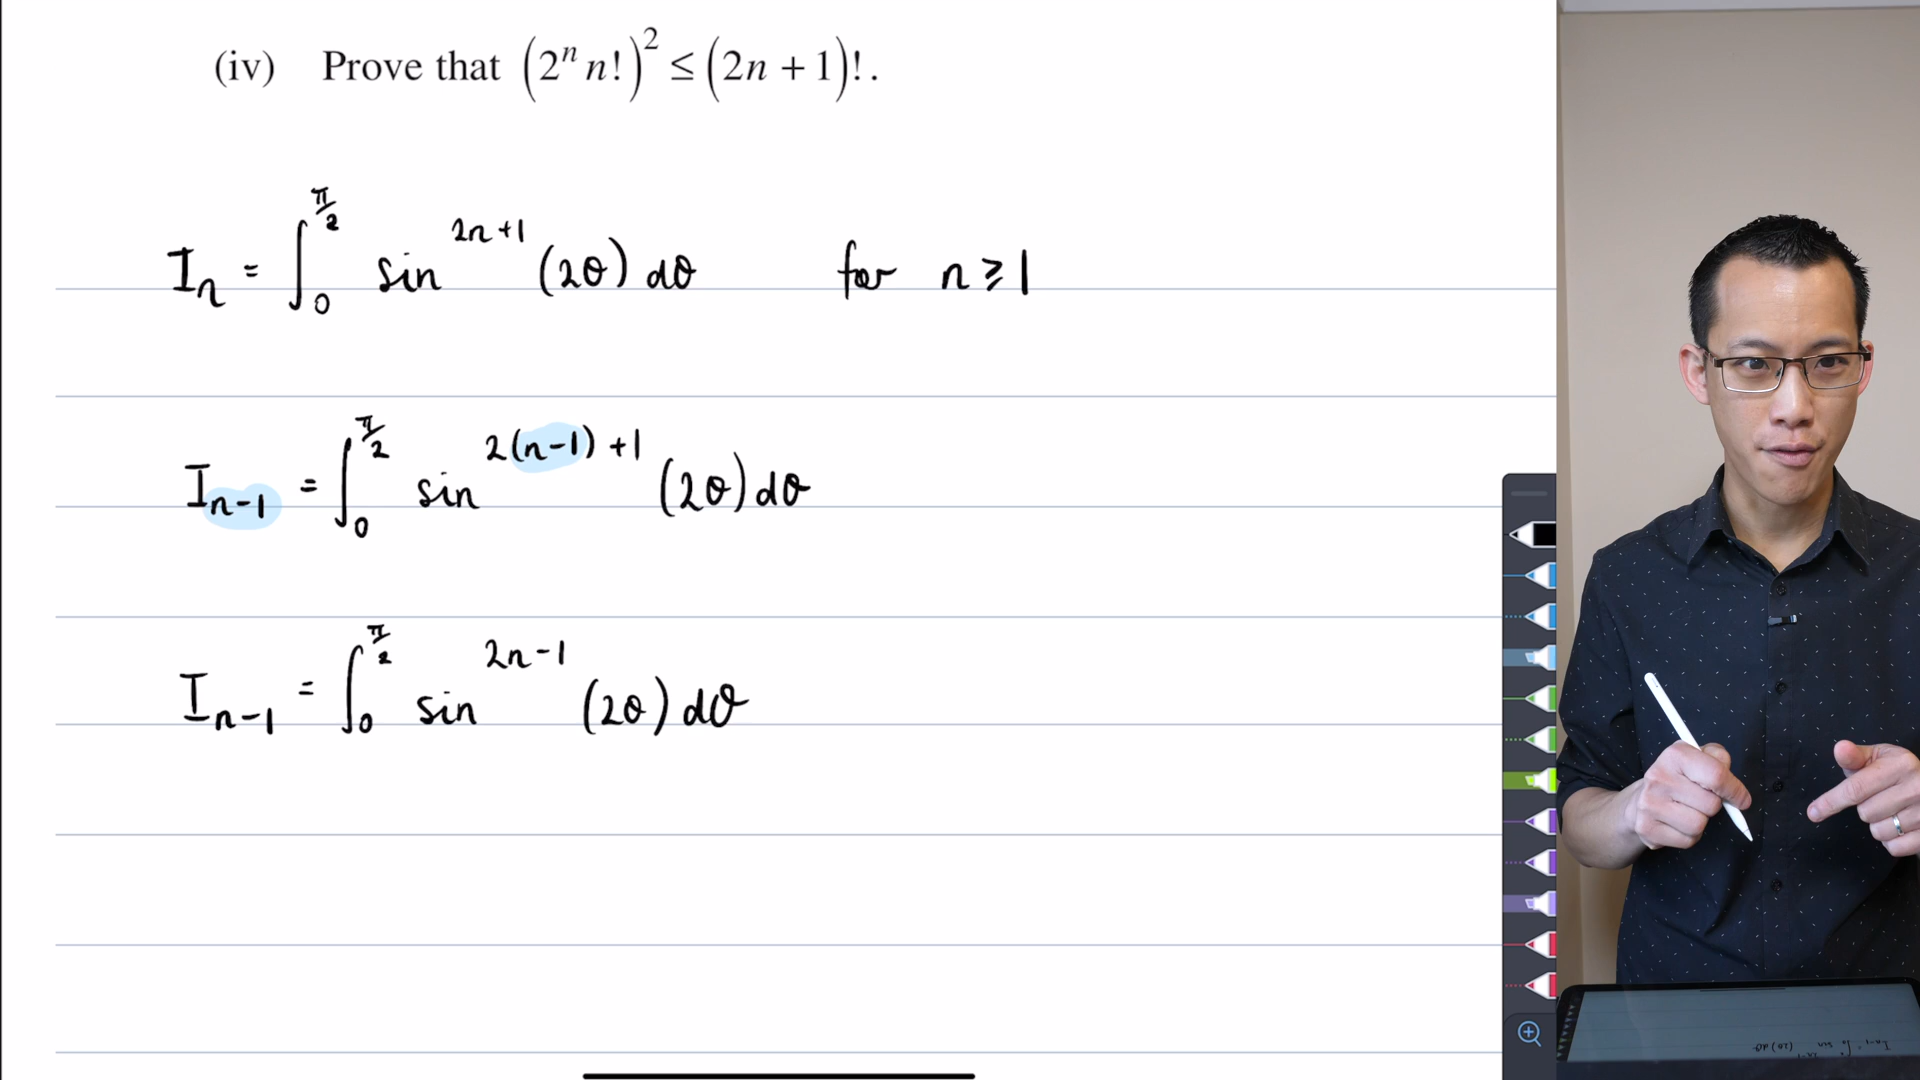 (iv) Prove that (2ⁿ n!)² ≤ (2n + 1)!.
Iₙ = ∫₀^(π/2) sin^(2n+1) (2θ) dθ for n ≥ 1
Iₙ₋₁ = ∫₀^(π/2) sin^(2(n-1)+1) (2θ) dθ
Iₙ₋₁ = ∫₀^(π/2) sin^(2n-1) (2θ) dθ